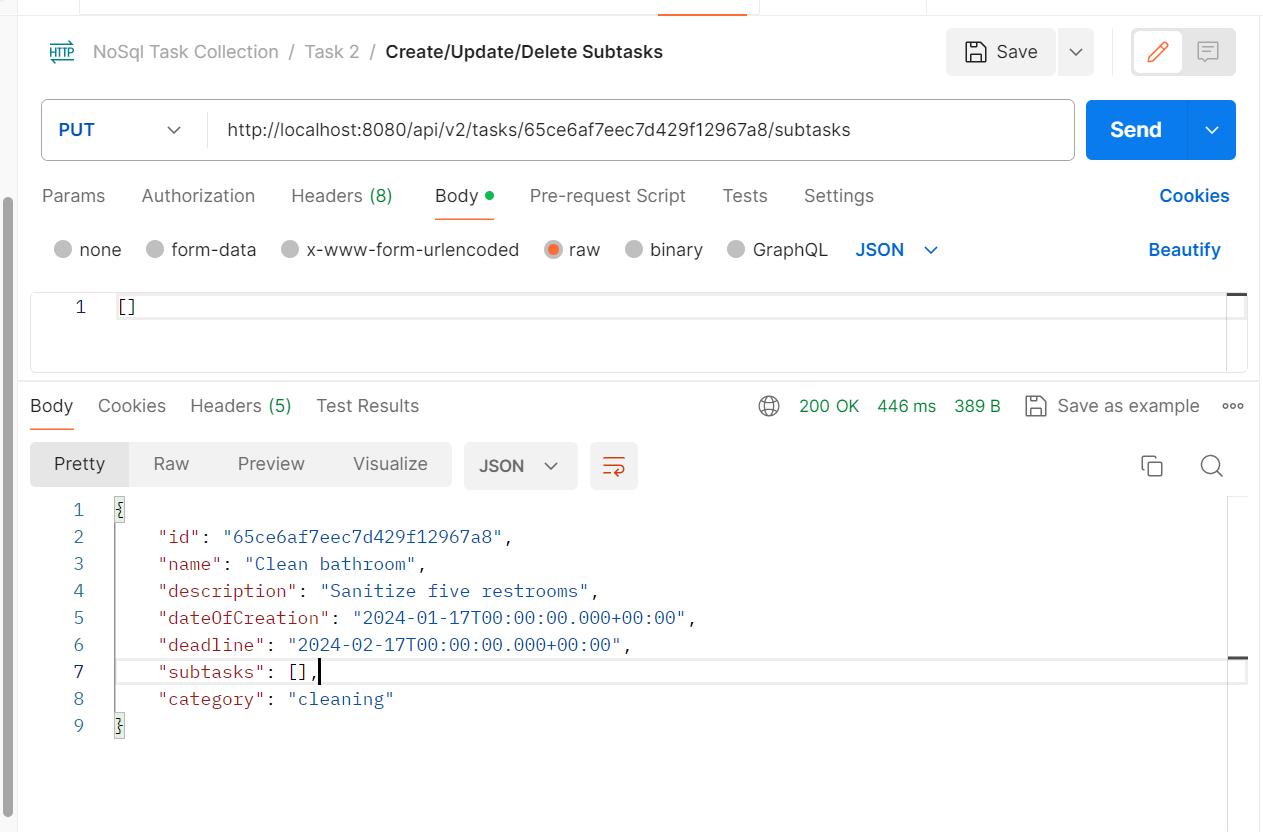 HTTP NoSql Task Collection / Task 2 / Create/Update/Delete Subtasks Save
PUT http://localhost:8080/api/v2/tasks/65ce6af7eec7d429f12967a8/subtasks Send
Params Authorization Headers (8) Body Pre-request Script Tests Settings Cookies
none form-data x-www-form-urlencoded raw binary GraphQL JSON Beautify
1 []
Body Cookies Headers (5) Test Results 200 OK 446 ms 389 B Save as example
Pretty Raw Preview Visualize JSON
1 {
2 "id": "65ce6af7eec7d429f12967a8",
3 "name": "Clean bathroom",
4 "description": "Sanitize five restrooms",
5 "dateOfCreation": "2024-01-17T00:00:00.000+00:00",
6 "deadline": "2024-02-17T00:00:00.000+00:00",
7 "subtasks": [],
8 "category": "cleaning"
9 }